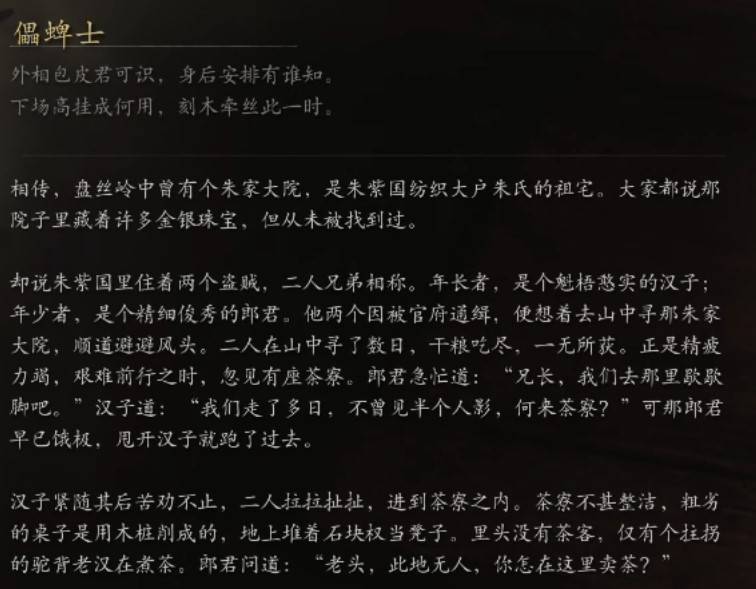 儡蜱士
外相包皮君可识，身后安排有谁知。
下场高挂成何用，刻木牵丝此一时。
相传，盘丝岭中曾有个朱家大院，是朱紫国纺织大户朱氏的祖宅。大家都说那
院子里藏着许多金银珠宝，但从未被找到过。
却说朱紫国里住着两个盗贼，二人兄弟相称。年长者，是个魁梧憨实的汉子；
年少者，是个精细俊秀的郎君。他两个因被官府通缉，便想着去山中寻那朱家
大院，顺道避避风头。二人在山中寻了数日，干粮吃尽，一无所获。正是精疲
力竭，艰难前行之时，忽见有座茶寮。郎君急忙道：“兄长，我们去那里歇歇
脚吧。”汉子道：“我们走了多日，不曾见半个人影，何来茶寮？”可那郎君
早已饿极，甩开汉子就跑了过去。
汉子紧随其后苦劝不止，二人拉拉扯扯，进到茶寮之内。茶寮不甚整洁，粗劣
的桌子是用木桩削成的，地上堆着石块权当凳子。里头没有茶客，仅有个拄拐
的驼背老汉在煮茶。郎君问道：“老头，此地无人，你怎在这里卖茶？”